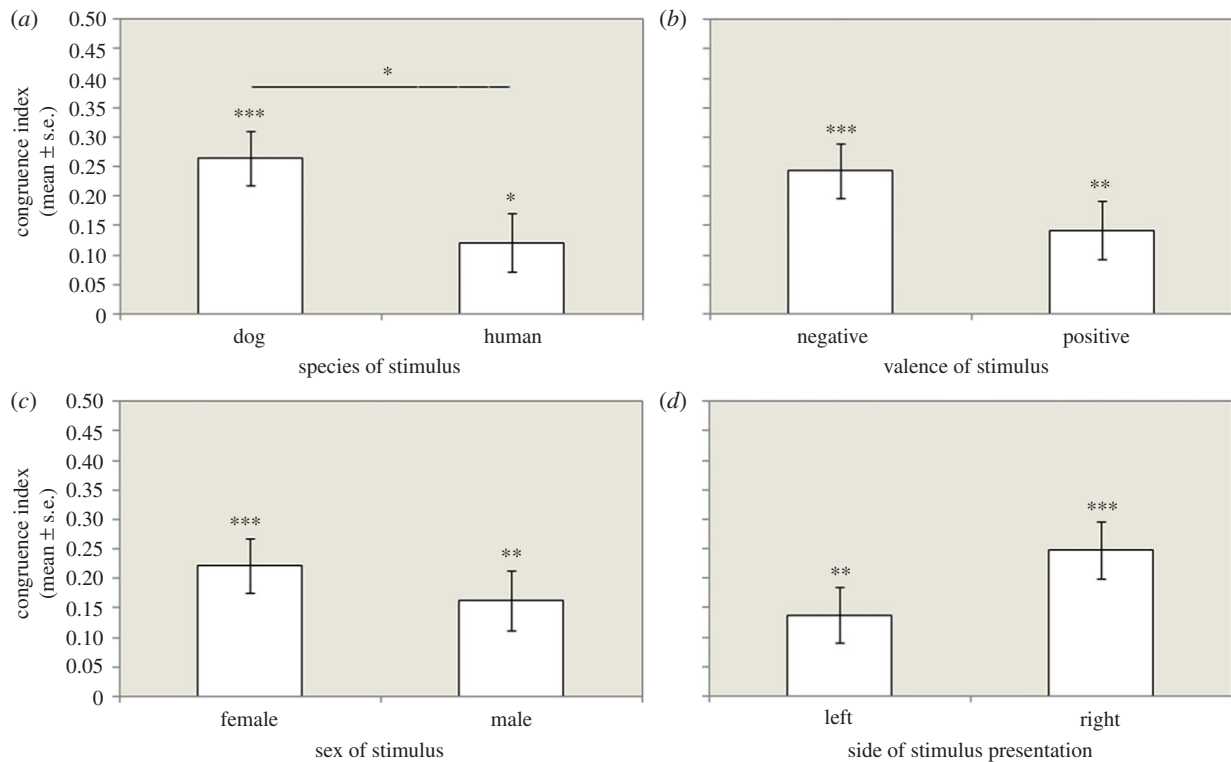 (a)
0.50
0.45
0.40
0.35
0.30
0.25
0.20
0.15
0.10
0.05
0
congruence index
(mean ± s.e.)
*
***
*
dog
human
species of stimulus
(b)
***
**
negative
positive
valence of stimulus
(c)
0.50
0.45
0.40
0.35
0.30
0.25
0.20
0.15
0.10
0.05
0
congruence index
(mean ± s.e.)
***
**
female
male
sex of stimulus
(d)
**
***
left
right
side of stimulus presentation